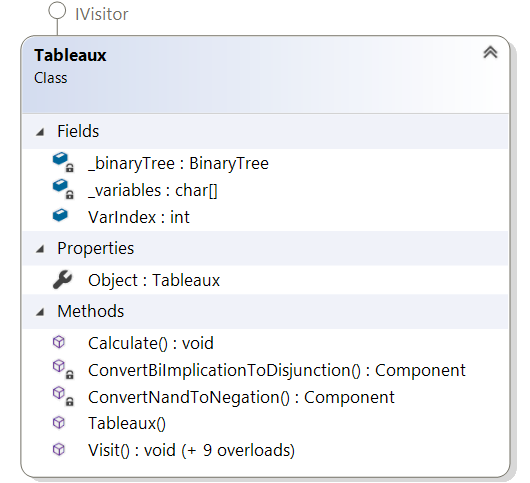 IVisitor
Tableaux
Class
Fields
_binaryTree : BinaryTree
_variables : char[]
VarIndex : int
Properties
Object : Tableaux
Methods
Calculate() : void
ConvertBiImplicationToDisjunction() : Component
ConvertNandToNegation() : Component
Tableaux()
Visit() : void (+ 9 overloads)